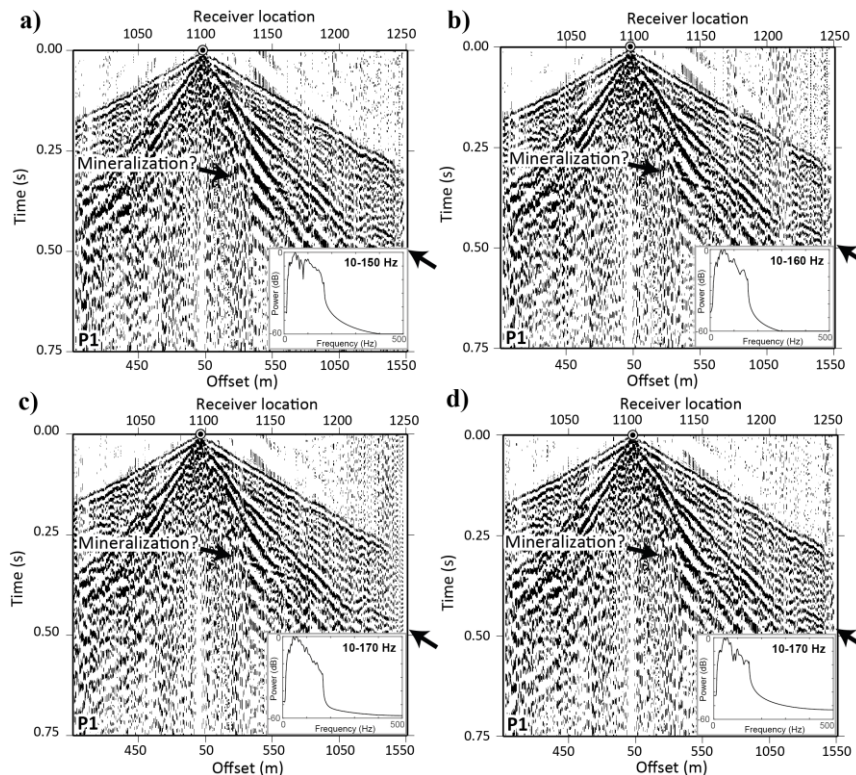 a)
Receiver location
1050 1100 1150 1200 1250
0.00
0.25
0.50
0.75
Time (s)
Mineralization?
10-150 Hz
0
Power (dB)
-60
Frequency (Hz)
500
P1
450 50 550 1050 1550
Offset (m)
b)
Receiver location
1050 1100 1150 1200 1250
0.00
0.25
0.50
0.75
Time (s)
Mineralization?
10-160 Hz
0
Power (dB)
-60
Frequency (Hz)
500
P1
450 50 550 1050 1550
Offset (m)
c)
Receiver location
1050 1100 1150 1200 1250
0.00
0.25
0.50
0.75
Time (s)
Mineralization?
10-170 Hz
0
Power (dB)
-60
Frequency (Hz)
500
P1
450 50 550 1050 1550
Offset (m)
d)
Receiver location
1050 1100 1150 1200 1250
0.00
0.25
0.50
0.75
Time (s)
Mineralization?
10-170 Hz
0
Power (dB)
-60
Frequency (Hz)
500
P1
450 50 550 1050 1550
Offset (m)